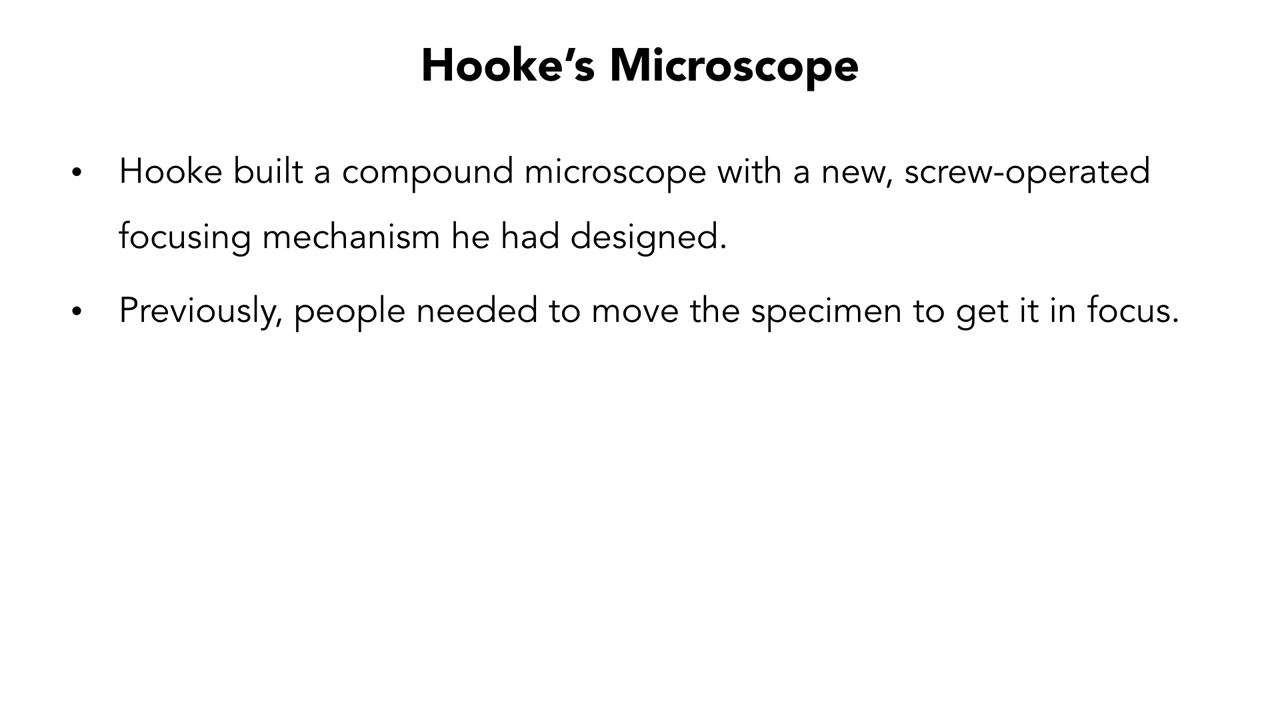 Hooke’s Microscope
• Hooke built a compound microscope with a new, screw-operated
focusing mechanism he had designed.
• Previously, people needed to move the specimen to get it in focus.